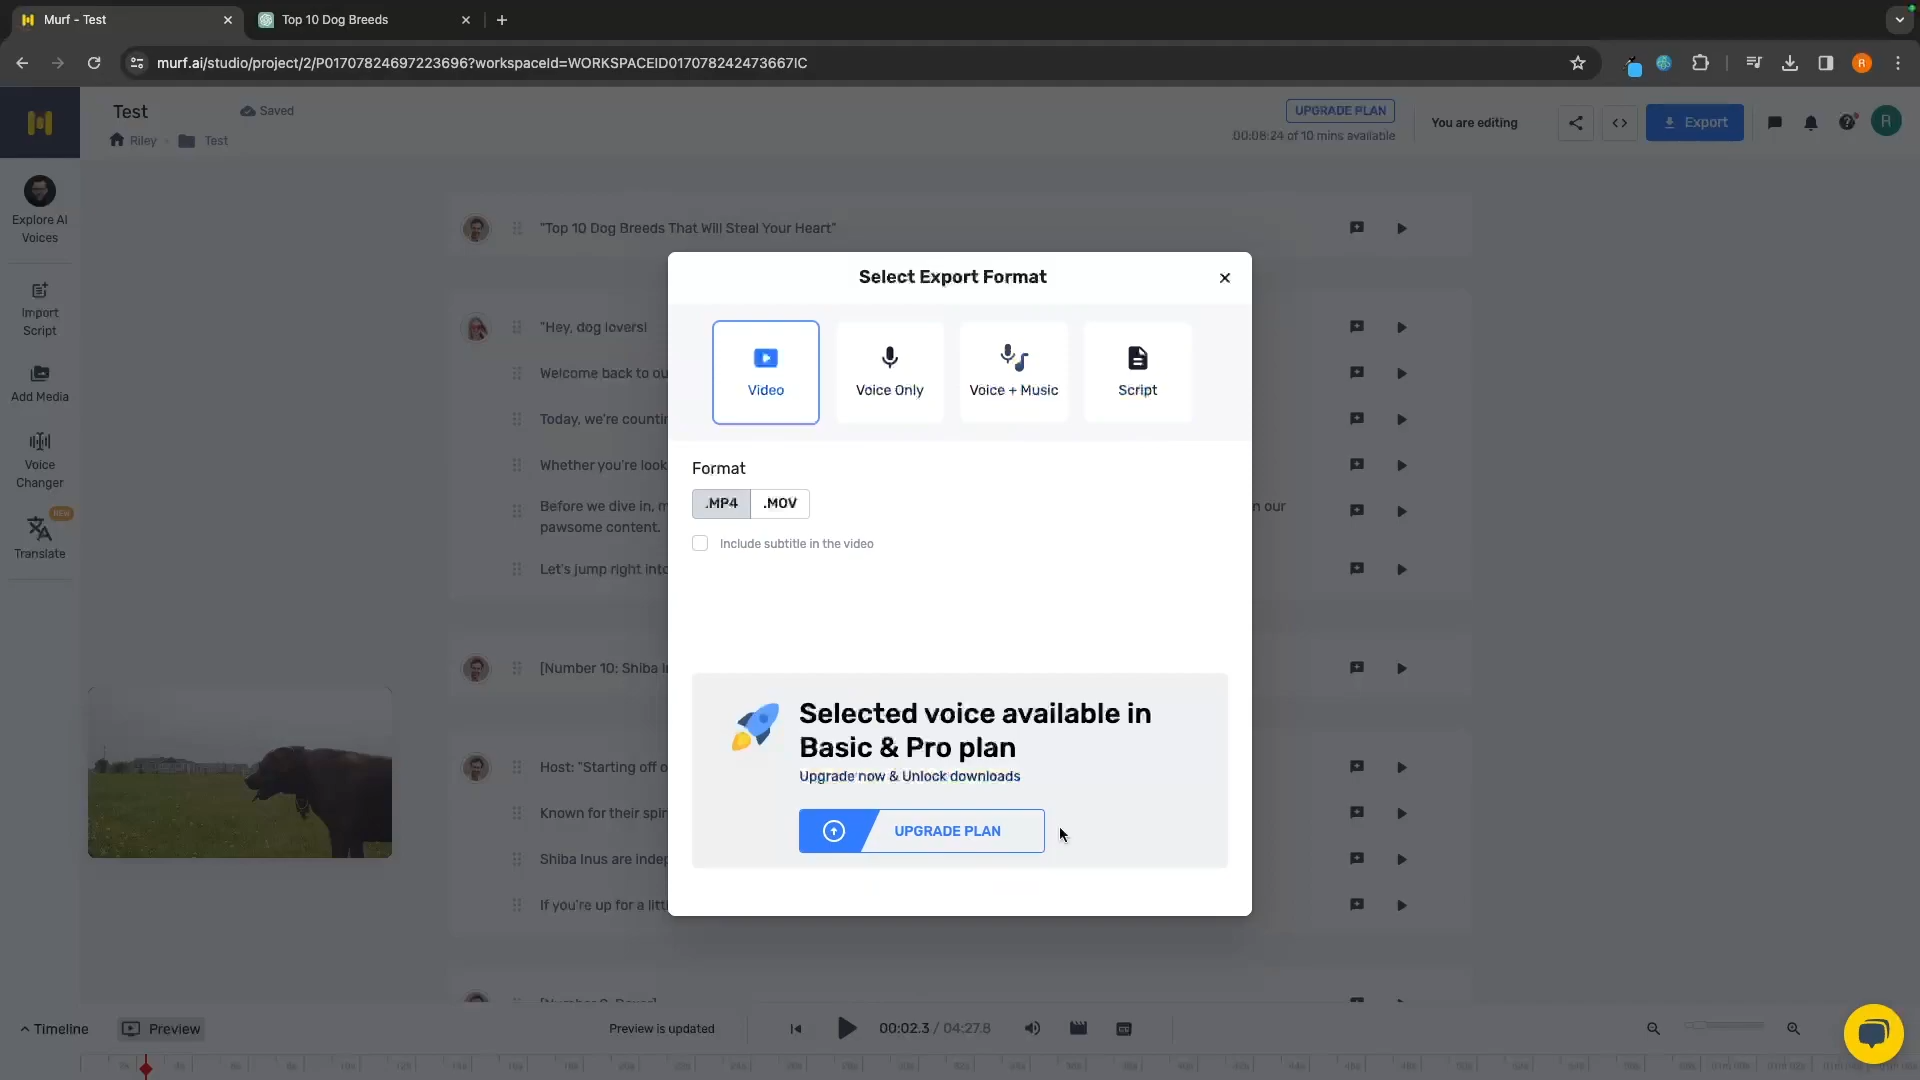 Murf - Test
Top 10 Dog Breeds
murf.ai/studio/project/2/P01707824697223696?workspaceId=WORKSPACEID017078242473667IC
R
Test
Saved
Riley
Test
UPGRADE PLAN
00:08:24 of 10 mins available
You are editing
Export
R
Explore AI
Voices
Import
Script
Add Media
Voice
Changer
NEW
Translate
"Top 10 Dog Breeds That Will Steal Your Heart"
"Hey, dog lovers!
Welcome back to ou
Today, we're countin
Whether you're look
Before we dive in, m
n our
pawsome content.
Let's jump right into
[Number 10: Shiba I
Host: "Starting off o
Known for their spir
Shiba Inus are indep
If you're up for a littl
Select Export Format
Video
Voice Only
Voice + Music
Script
Format
.MP4
.MOV
Include subtitle in the video
Selected voice available in
Basic & Pro plan
Upgrade now & Unlock downloads
UPGRADE PLAN
Timeline
Preview
Preview is updated
00:02.3 / 04:27.8